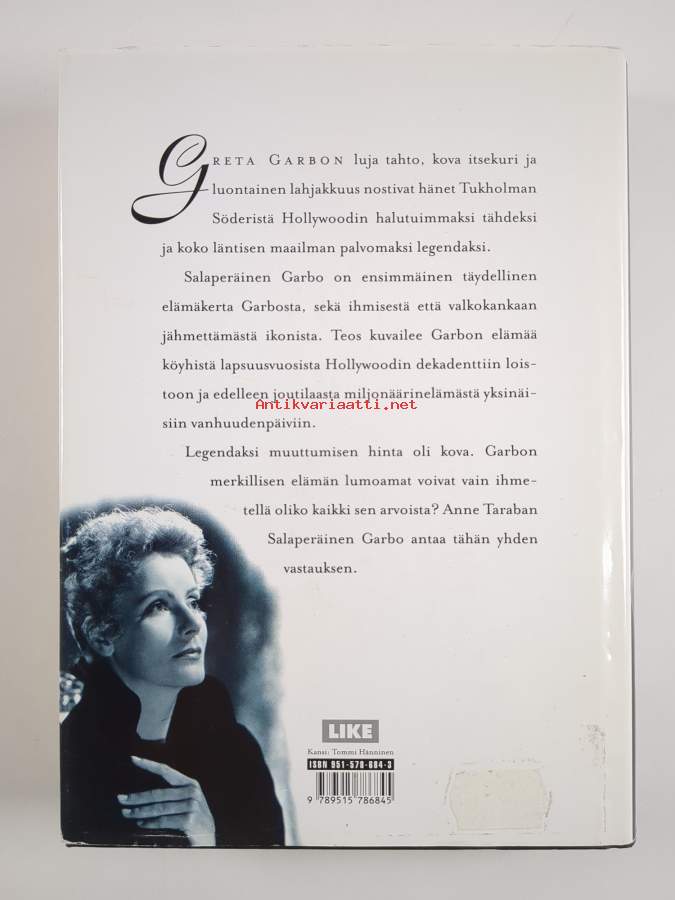 GRETA GARBON luja tahto, kova itsekuri ja
luontainen lahjakkuus nostivat hänet Tukholman
Söderistä Hollywoodin halutuimmaksi tähdeksi
ja koko läntisen maailman palvomaksi legendaksi.
Salaperäinen Garbo on ensimmäinen täydellinen
elämäkerta Garbosta, sekä ihmisestä että valkokankaan
jähmettämästä ikonista. Teos kuvailee Garbon elämää
köyhistä lapsuusvuosista Hollywoodin dekadenttiin lois-
toon ja edelleen joutilaasta miljonäärinelämästä yksinäi-
Antikvariaatti.net
siin vanhuudenpäiviin.
Legendaksi muuttumisen hinta oli kova. Garbon
merkillisen elämän lumoamat voivat vain ihme-
tellä oliko kaikki sen arvoista? Anne Taraban
Salaperäinen Garbo antaa tähän yhden
vastauksen.
LIKE
Kansi: Tommi Hänninen
ISBN 951-578-684-3
9 789515 786845